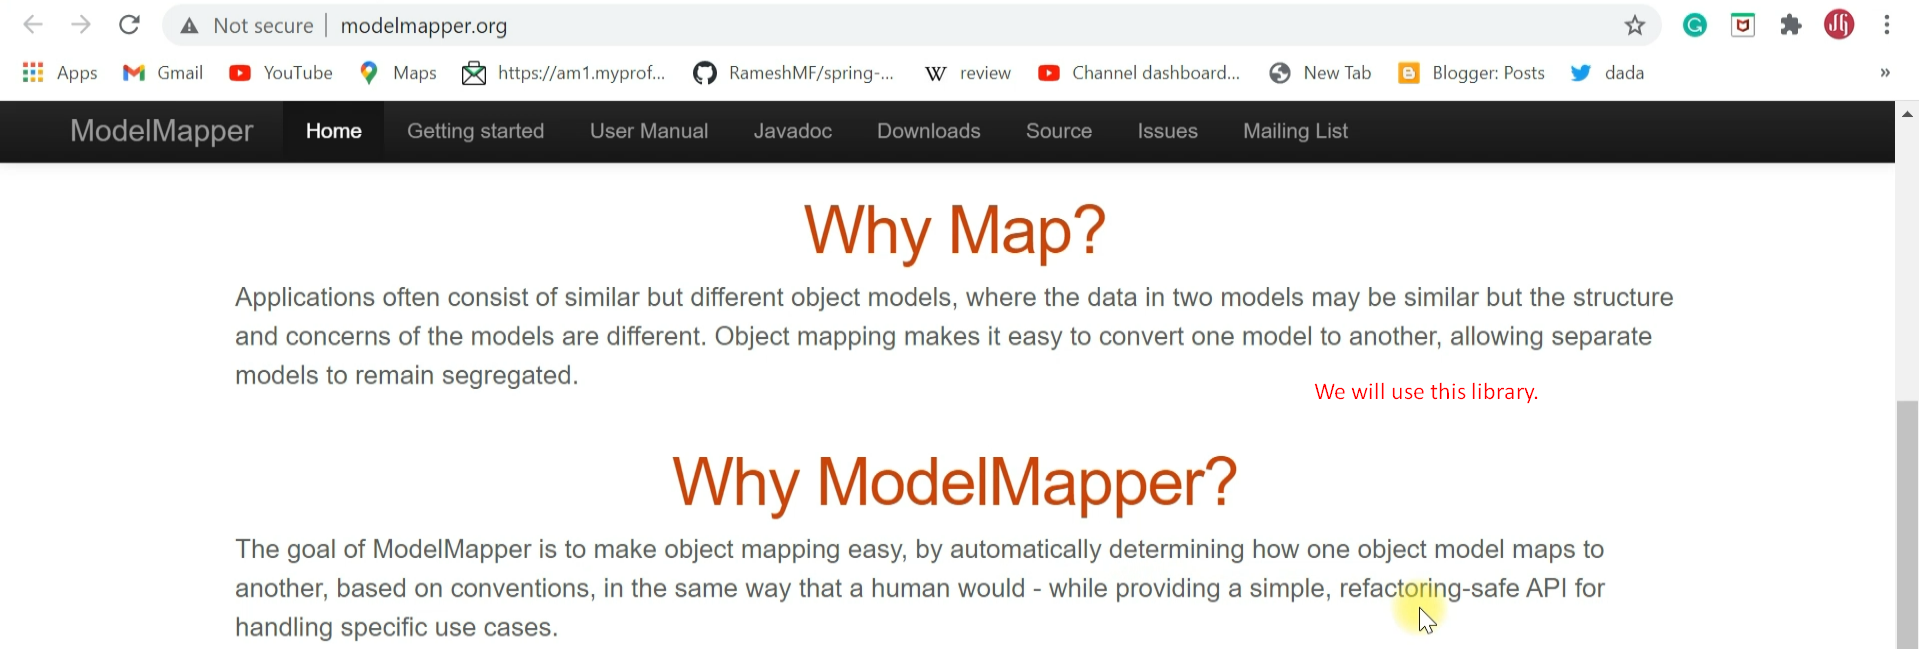 Not secure | modelmapper.org
Apps Gmail YouTube Maps https://am1.myprof... RameshMF/spring-... W review Channel dashboard... New Tab Blogger: Posts dada »
ModelMapper Home Getting started User Manual Javadoc Downloads Source Issues Mailing List
Why Map?
Applications often consist of similar but different object models, where the data in two models may be similar but the structure
and concerns of the models are different. Object mapping makes it easy to convert one model to another, allowing separate
models to remain segregated.
We will use this library.
Why ModelMapper?
The goal of ModelMapper is to make object mapping easy, by automatically determining how one object model maps to
another, based on conventions, in the same way that a human would - while providing a simple, refactoring-safe API for
handling specific use cases.